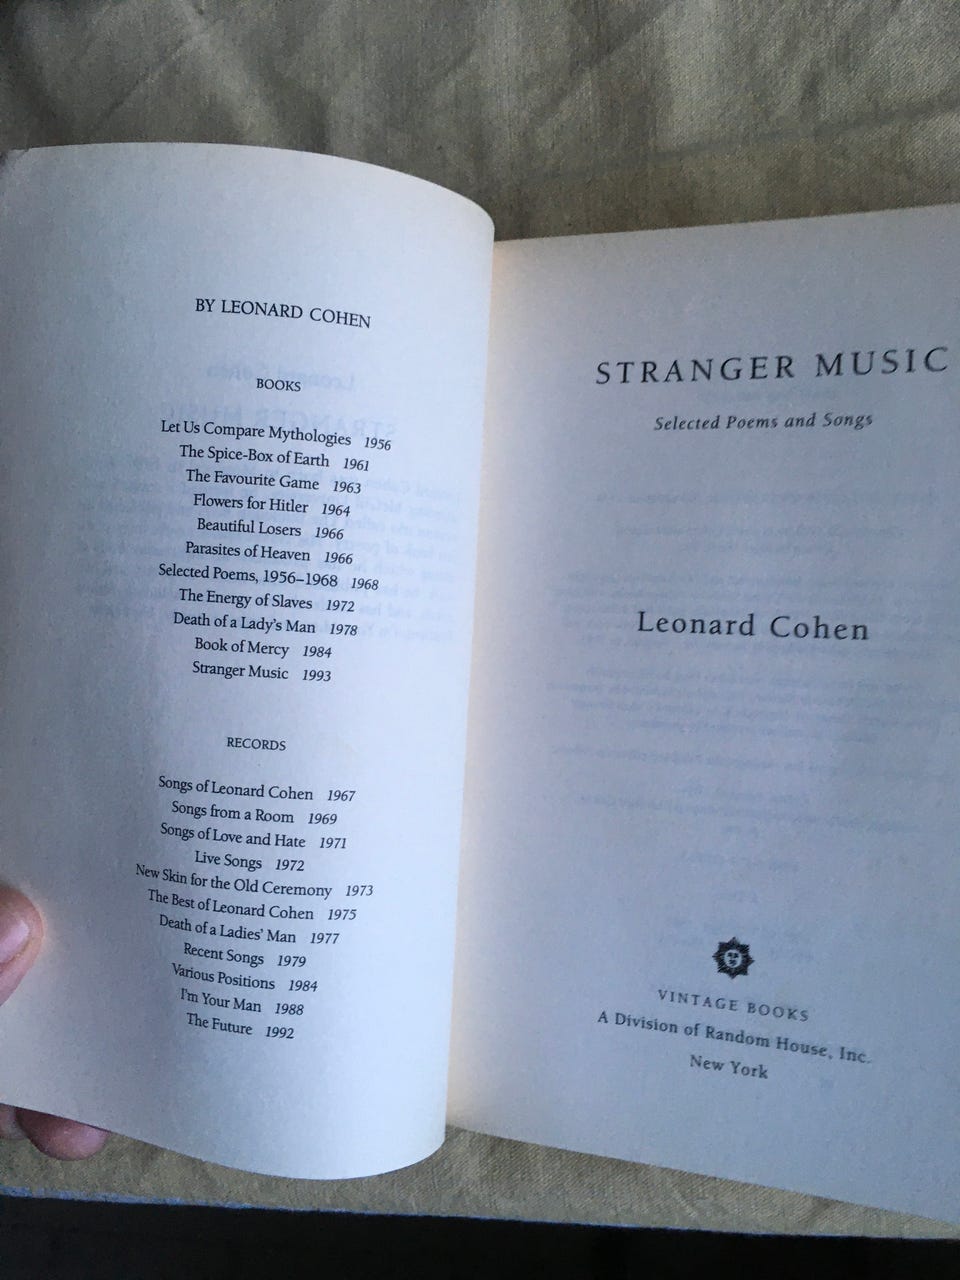 BY LEONARD COHEN
BOOKS
Let Us Compare Mythologies 1956
The Spice-Box of Earth 1961
The Favourite Game 1963
Flowers for Hitler 1964
Beautiful Losers 1966
Parasites of Heaven 1966
Selected Poems, 1956–1968 1968
The Energy of Slaves 1972
Death of a Lady's Man 1978
Book of Mercy 1984
Stranger Music 1993
RECORDS
Songs of Leonard Cohen 1967
Songs from a Room 1969
Songs of Love and Hate 1971
Live Songs 1972
New Skin for the Old Ceremony 1973
The Best of Leonard Cohen 1975
Death of a Ladies' Man 1977
Recent Songs 1979
Various Positions 1984
I'm Your Man 1988
The Future 1992
STRANGER MUSIC
Selected Poems and Songs
Leonard Cohen
VINTAGE BOOKS
A Division of Random House, Inc.
New York